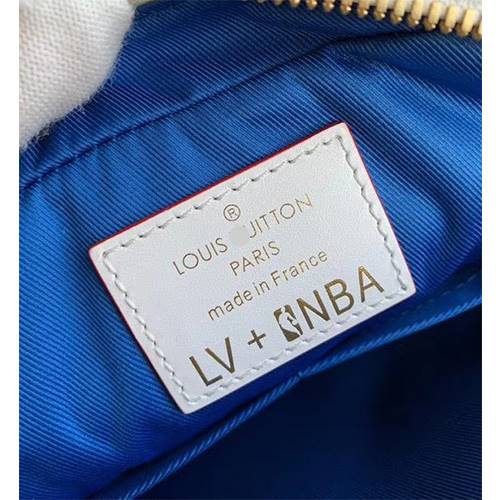 ®
LOUIS UITTON
PARIS
made in France
LV + NBA